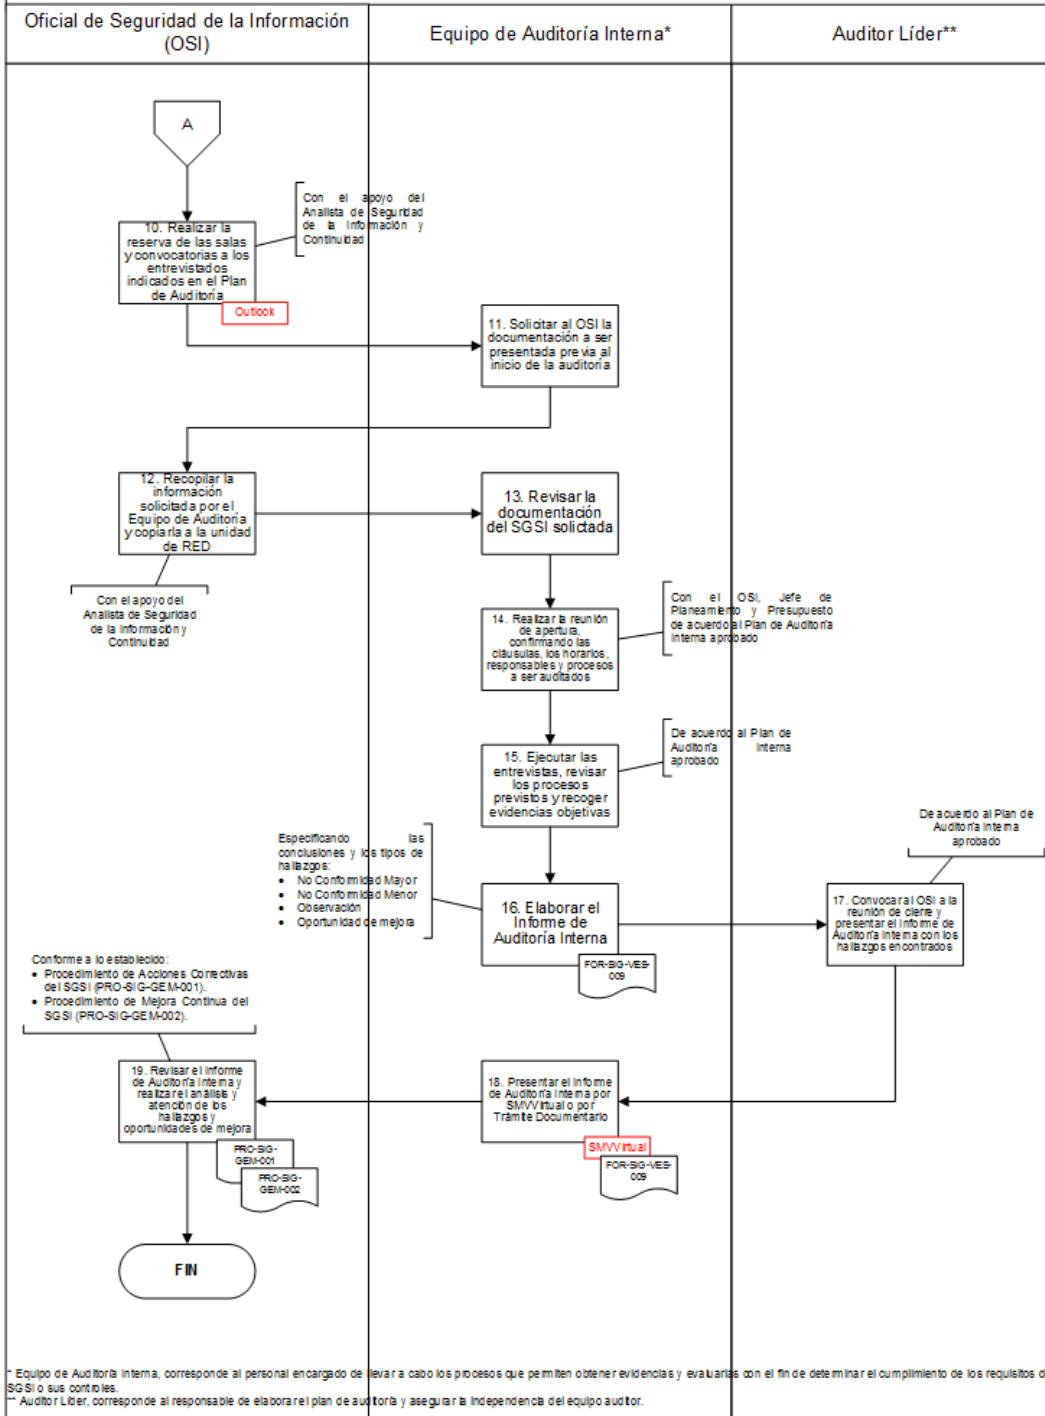 Oficial de Seguridad de la Información
(OSI)
Equipo de Auditoría Interna*
Auditor Líder**
A
Con el apoyo del
Analista de Seguridad
de la Información y
Continuidad
10. Realizar la
reserva de las salas
y convocatorias a los
entrevistados
indicados en el Plan
de Auditoría
Outlook
11. Solicitar al OSI la
documentación a ser
presentada previa al
inicio de la auditoría
12. Recopilar la
información
solicitada por el
Equipo de Auditoría
y copiarla a la unidad
de RED
Con el apoyo del
Analista de Seguridad
de la Información y
Continuidad
13. Revisar la
documentación
del SGSI solictada
14. Realizar la reunión
de apertura,
confirmando las
cláusulas, los horarios,
responsables y procesos
a ser auditados
Con el OSI, Jefe de
Planeamiento y Presupuesto
de acuerdo al Plan de Auditoría
Interna aprobado
15. Ejecutar las
entrevistas, revisar
los procesos
previstos y recoger
evidencias objetivas
De acuerdo al Plan de
Auditoría Interna
aprobado
Especificando las
conclusiones y los tipos de
hallazgos:
• No Conformidad Mayor
• No Conformidad Menor
• Observación
• Oportunidad de mejora
16. Elaborar el
Informe de
Auditoría Interna
FOR-SIG-VES-
009
De acuerdo al Plan de
Auditoría Interna
aprobado
17. Convocar al OSI a la
reunión de cierre y
presentar el Informe de
Auditoría Interna con los
hallazgos encontrados
18. Presentar el Informe
de Auditoría Interna por
SMVVirtual o por
Trámite Documentario
SMVVirtual
FOR-SIG-VES-
009
Conforme a lo establecido:
• Procedimiento de Acciones Correctivas
del SGSI (PRO-SIG-GEM-001).
• Procedimiento de Mejora Continua del
SGSI (PRO-SIG-GEM-002).
19. Revisar el Informe
de Auditoría Interna y
realizar el análisis y
atención de los
hallazgos y
oportunidades de mejora
PRO-SIG-
GEM-001
PRO-SIG-
GEM-002
FIN
* Equipo de Auditoría Interna, corresponde al personal encargado de llevar a cabo los procesos que permiten obtener evidencias y evaluarlas con el fin de determinar el cumplimiento de los requisitos d
SGSI o sus controles.
** Auditor Líder, corresponde al responsable de elaborar el plan de auditoría y asegurar la independencia del equipo auditor.